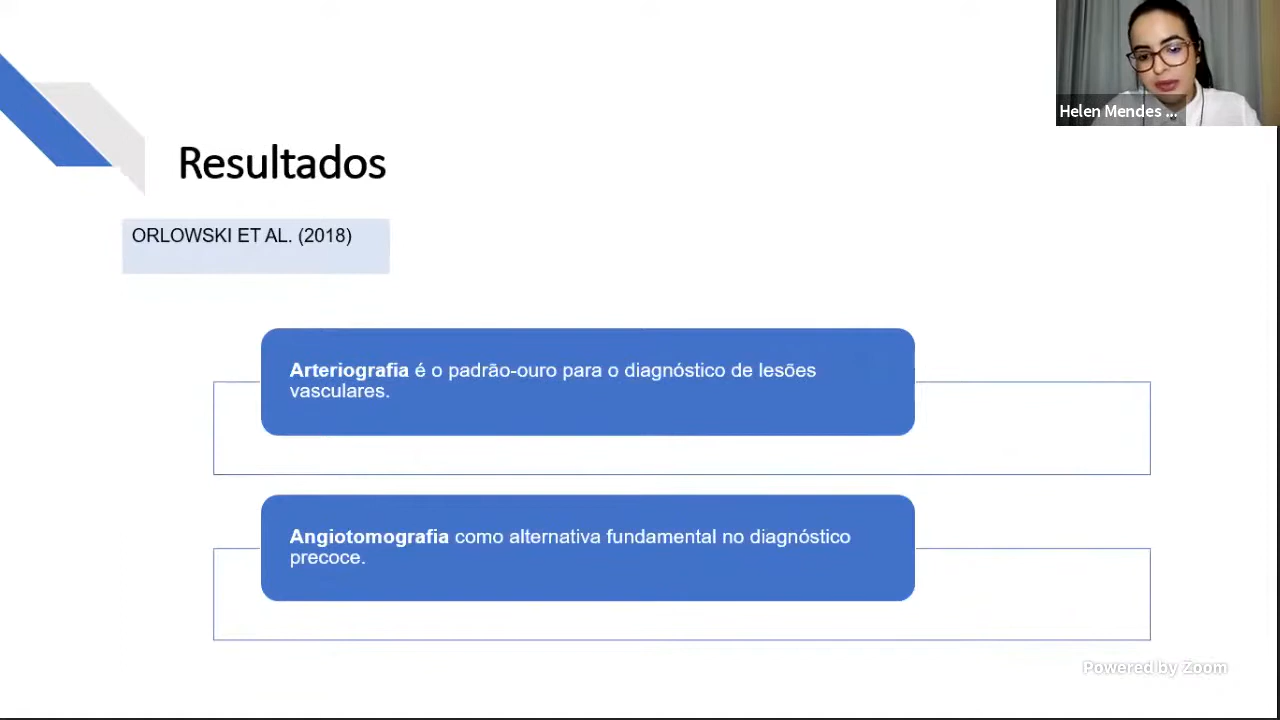 Helen Mendes ...
Resultados
ORLOWSKI ET AL. (2018)
Arteriografia é o padrão-ouro para o diagnóstico de lesões
vasculares.
Angiotomografia como alternativa fundamental no diagnóstico
precoce.
Powered by Zoom